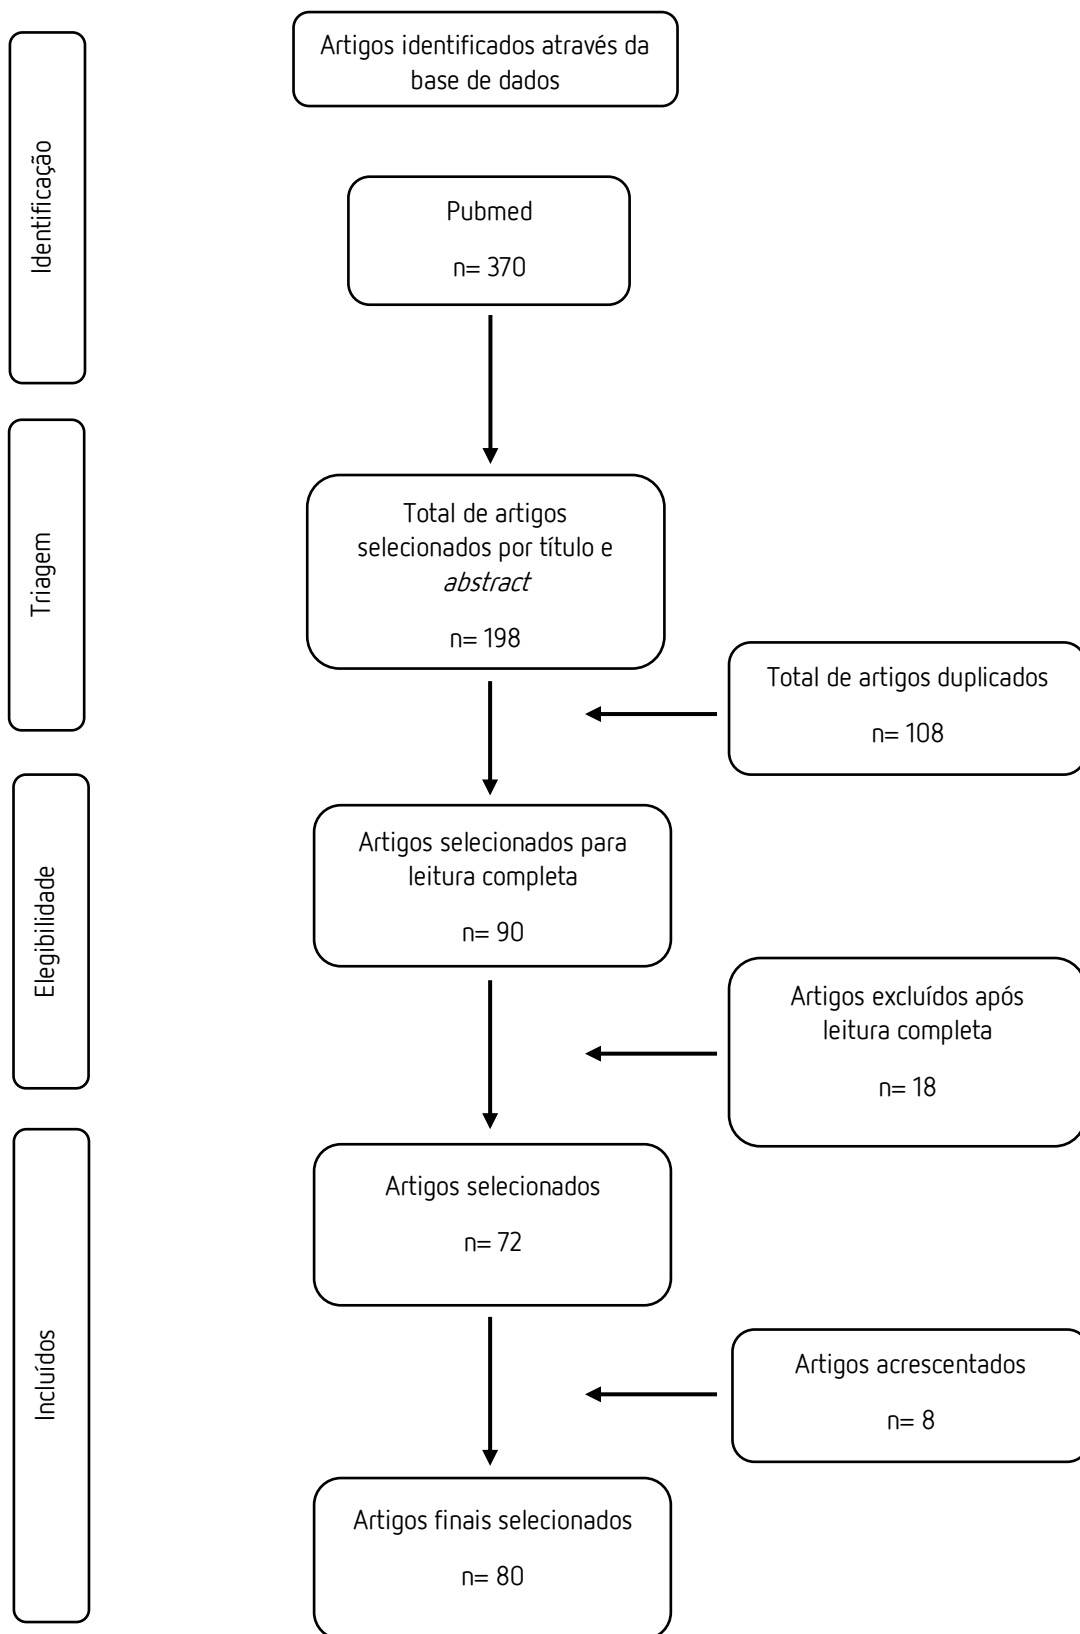 Identificação
Artigos identificados através da
base de dados
Pubmed
n= 370
Triagem
Total de artigos
selecionados por título e
abstract
n= 198
Total de artigos duplicados
n= 108
Elegibilidade
Artigos selecionados para
leitura completa
n= 90
Artigos excluídos após
leitura completa
n= 18
Incluídos
Artigos selecionados
n= 72
Artigos acrescentados
n= 8
Artigos finais selecionados
n= 80